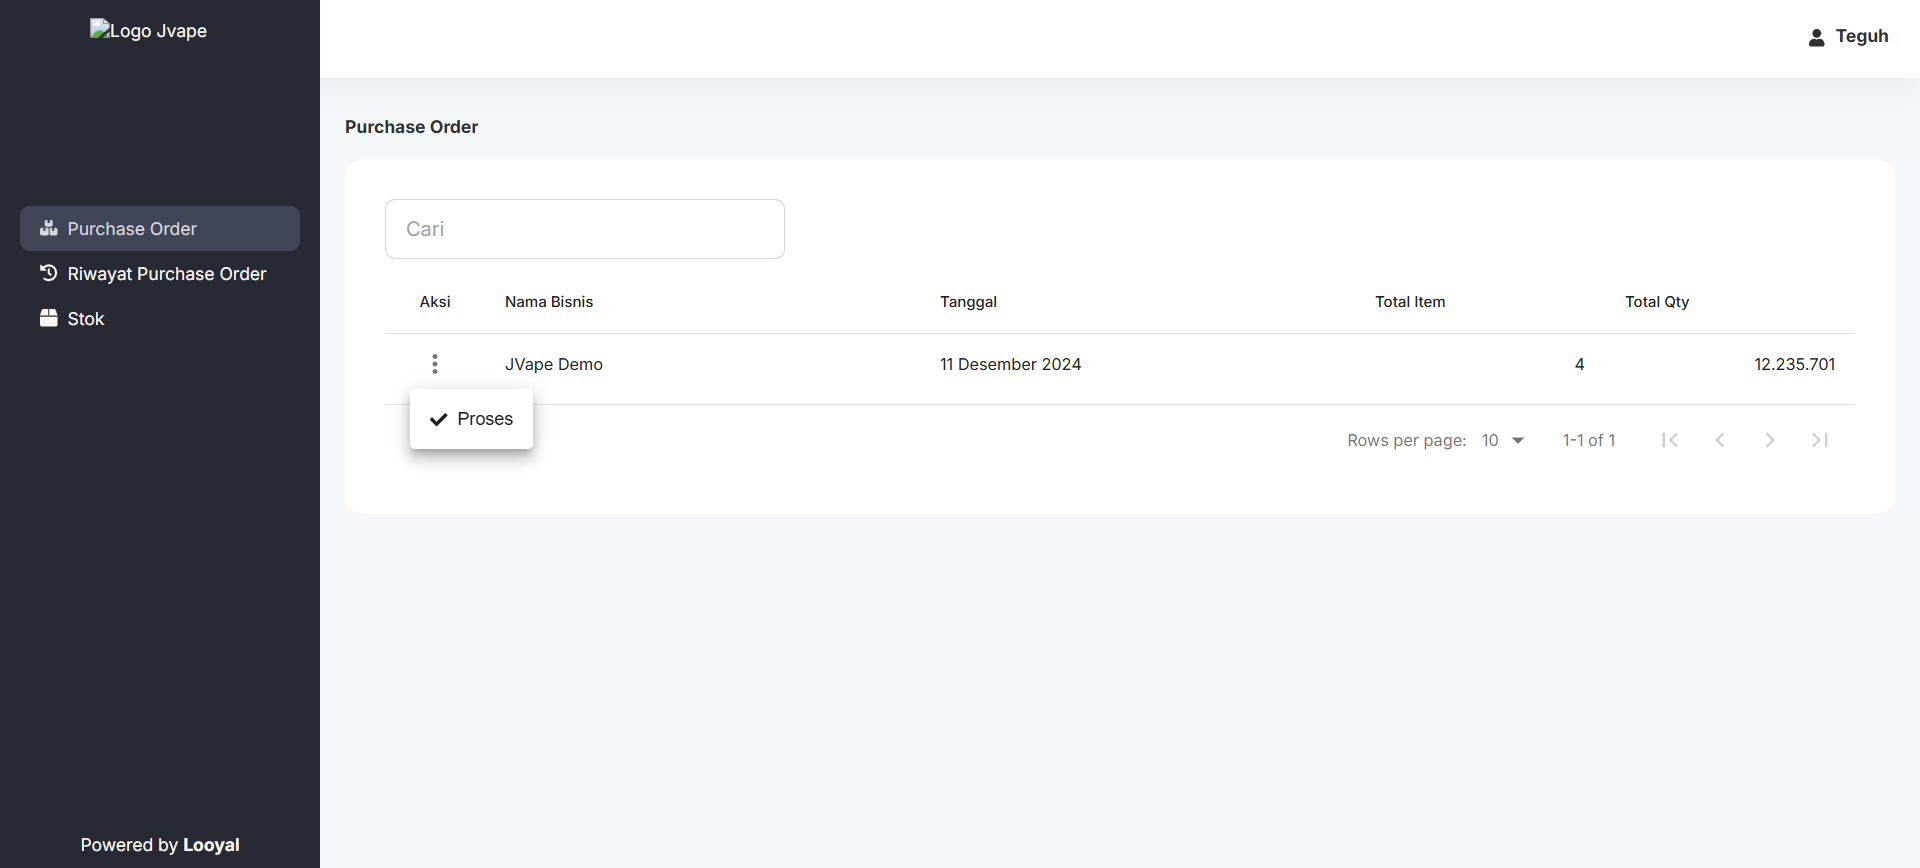 Logo Jvape
Teguh
Purchase Order
Riwayat Purchase Order
Stok
Powered by Looyal
Purchase Order
Cari
Aksi Nama Bisnis Tanggal Total Item Total Qty
JVape Demo 11 Desember 2024 4 12.235.701
Proses
Rows per page: 10 1-1 of 1